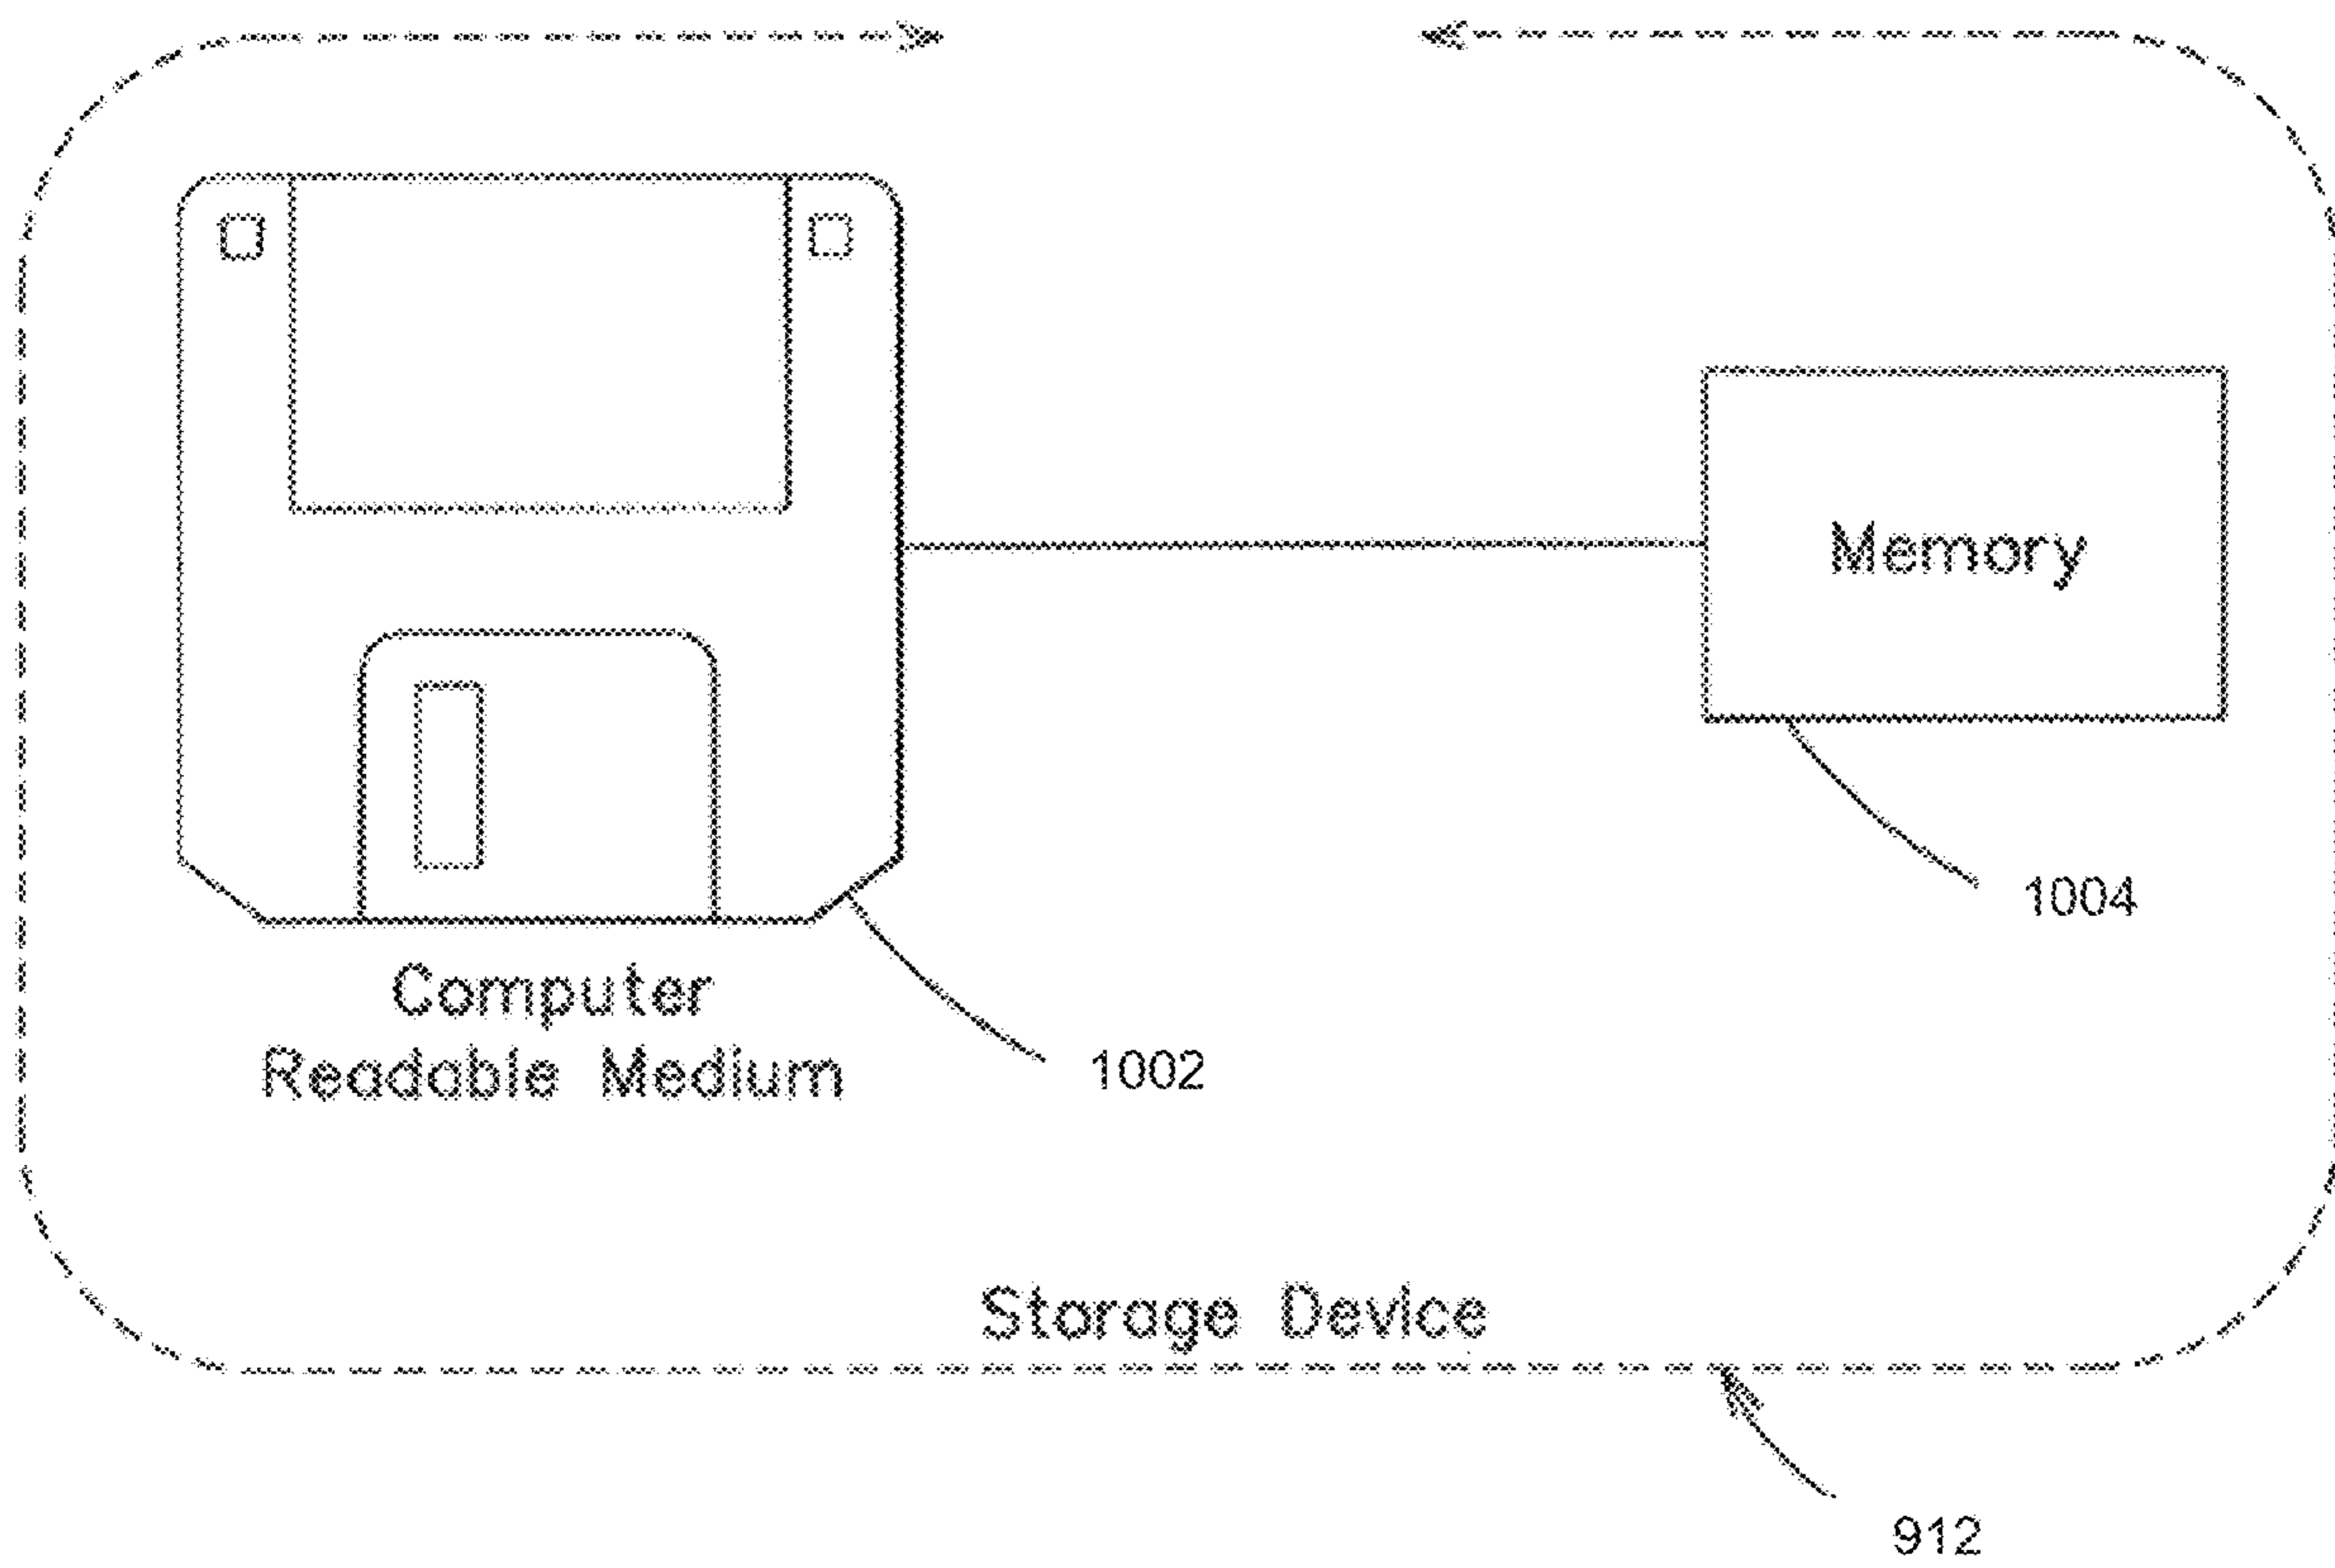 Memory
1004
Computer
Readable Medium
1002
Storage Device
912